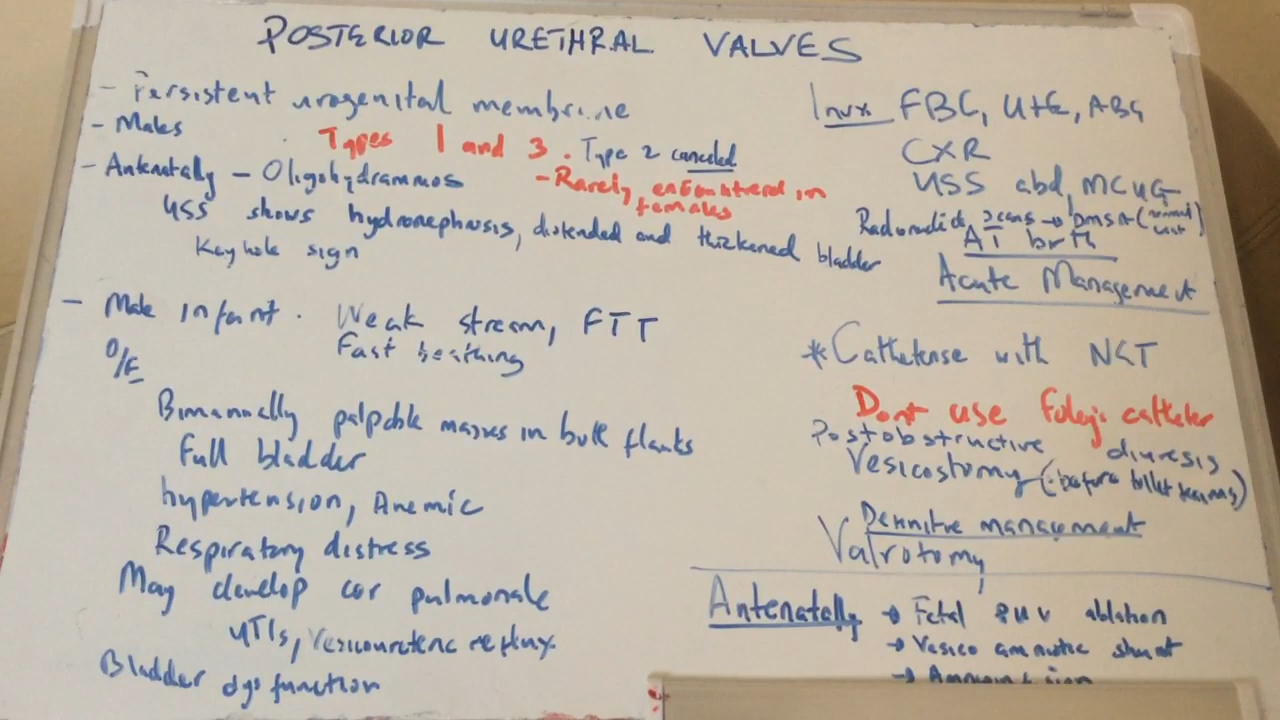 POSTERIOR URETHRAL VALVES
- Persistent urogenital membrane
- Males
Types 1 and 3. Type 2 canceled
- Rarely encountered in females
- Antenatally - Oligohydramnos
USS shows hydronephrosis, distended and thickened bladder
Keyhole sign
- Male infant. Weak stream, FTT
Fast breathing
O/E
Bimanually palpable masses in both flanks
Full bladder
hypertension, Anemic
Respiratory distress
May develop cor pulmonale
UTIs, Vesicoureteric reflux
Bladder dysfunction
Invx FBC, U+E, ABG
CXR
USS abd, MCUG
Radionuclide scans → DMSA (
AT birth
Acute Management
*Catheterise with NGT
Dont use Foley's catheter
Postobstructive diuresis
Vesicostomy (before
Definitive management
Valvotomy
Antenatally → Fetal PUV ablation
→ Vesico amniotic shunt
→